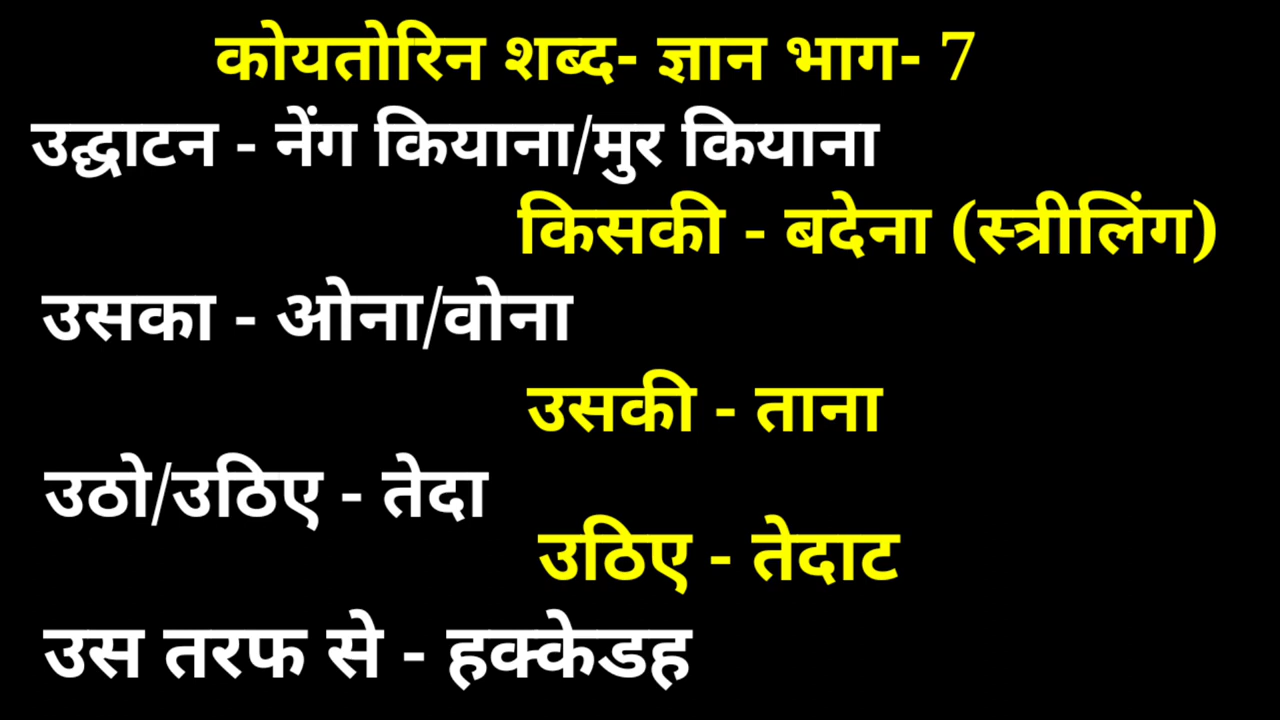 कोयतोरिन शब्द- ज्ञान भाग- 7
उद्घाटन - नेंग कियाना/मुर कियाना
किसकी - बदेना (स्त्रीलिंग)
उसका - ओना/वोना
उसकी - ताना
उठो/उठिए - तेदा
उठिए - तेदाट
उस तरफ से - हक्केडह